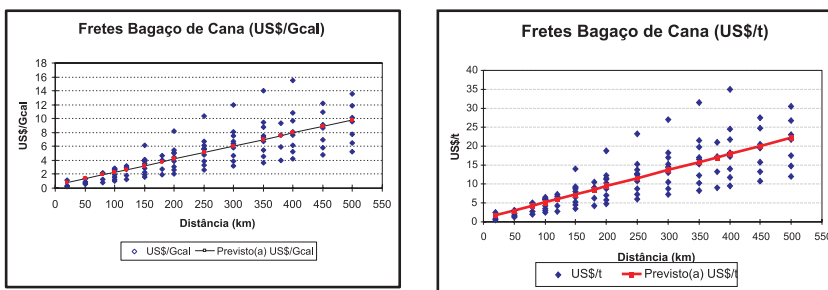 Fretes Bagaço de Cana (US$/Gcal)
US$/Gcal
18
16
14
12
10
8
6
4
2
0
0 50 100 150 200 250 300 350 400 450 500 550
Distância (km)
US$/Gcal Previsto(a) US$/Gcal
Fretes Bagaço de Cana (US$/t)
US$/t
40
35
30
25
20
15
10
5
0
0 50 100 150 200 250 300 350 400 450 500 550
Distância (km)
US$/t Previsto(a) US$/t